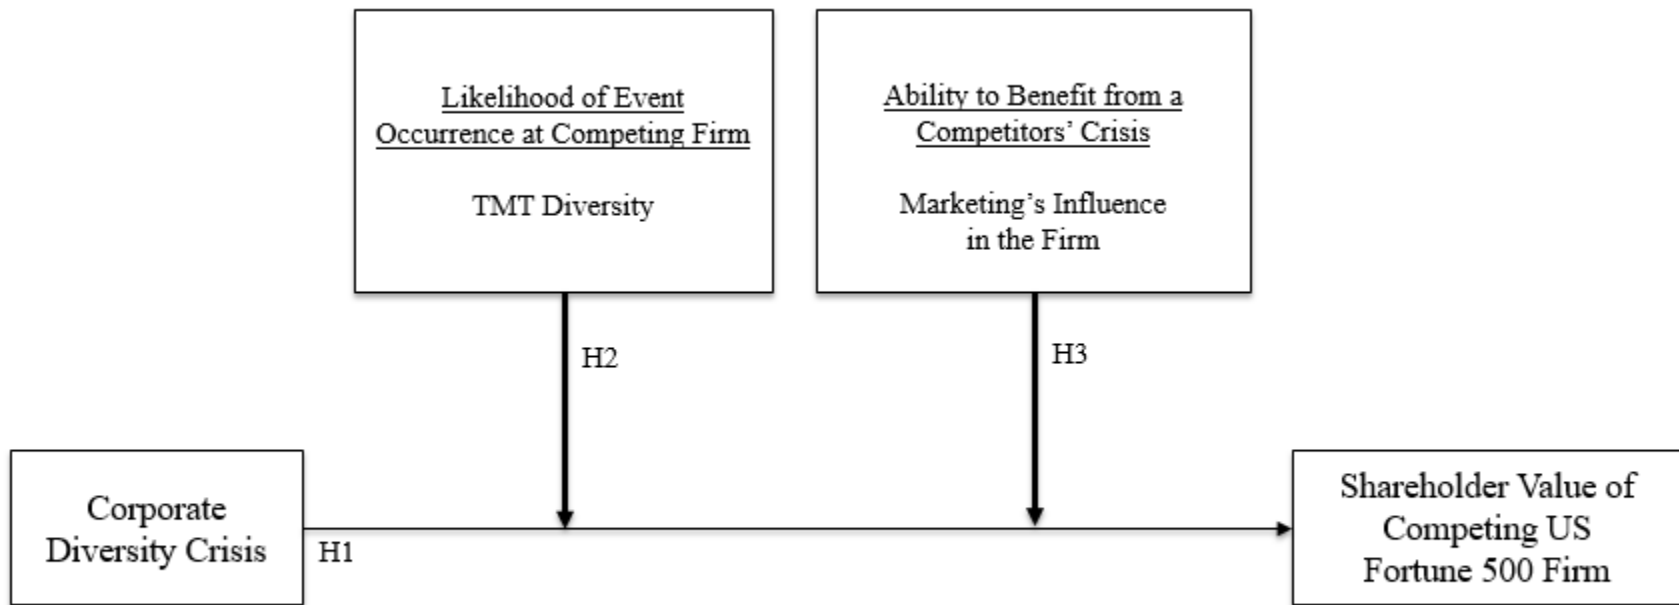 Likelihood of Event
Occurrence at Competing Firm
TMT Diversity
Ability to Benefit from a
Competitors’ Crisis
Marketing’s Influence
in the Firm
H2
H3
Corporate
Diversity Crisis
H1
Shareholder Value of
Competing US
Fortune 500 Firm